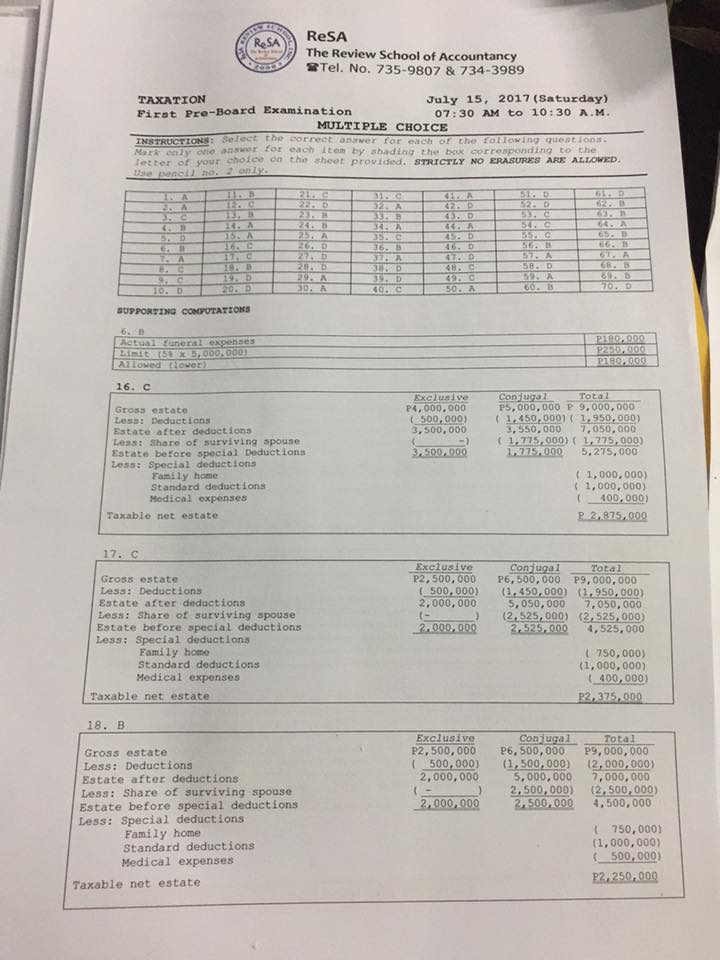 ReSA
The Review School of Accountancy
☎Tel. No. 735-9807 & 734-3989
ReSA
TAXATION July 15, 2017(Saturday)
First Pre-Board Examination 07:30 AM to 10:30 A.M.
MULTIPLE CHOICE
INSTRUCTIONS: Select the correct answer for each of the following questions.
Mark only one answer for each item by shading the box corresponding to the
letter of your choice on the sheet provided. STRICTLY NO ERASURES ARE ALLOWED.
Use pencil no. 2 only.
1. A 11. B 21. C 31. C 41. A 51. D 61. D
2. A 12. C 22. D 32. A 42. D 52. D 62. B
3. C 13. B 23. B 33. B 43. D 53. C 63. B
4. B 14. A 24. B 34. A 44. A 54. C 64. A
5. D 15. A 25. A 35. C 45. D 55. C 65. B
6. B 16. C 26. D 36. B 46. D 56. B 66. B
7. A 17. C 27. D 37. A 47. D 57. A 67. A
8. C 18. B 28. D 38. D 48. C 58. D 68. B
9. C 19. D 29. A 39. D 49. C 59. A 69. B
10. D 20. D 30. A 40. C 50. A 60. B 70. D
SUPPORTING COMPUTATIONS
6. B
Actual funeral expenses P180,000
Limit (5% x 5,000,000) P250,000
Allowed (lower) P180,000
16. C
Exclusive Conjugal Total
Gross estate P4,000,000 P5,000,000 P 9,000,000
Less: Deductions ( 500,000) ( 1,450,000) ( 1,950,000)
Estate after deductions 3,500,000 3,550,000 7,050,000
Less: Share of surviving spouse ( -) ( 1,775,000) ( 1,775,000)
Estate before special Deductions 3,500,000 1,775,000 5,275,000
Less: Special deductions
Family home ( 1,000,000)
Standard deductions ( 1,000,000)
Medical expenses ( 400,000)
Taxable net estate P 2,875,000
17. C
Exclusive Conjugal Total
Gross estate P2,500,000 P6,500,000 P9,000,000
Less: Deductions ( 500,000) (1,450,000) (1,950,000)
Estate after deductions 2,000,000 5,050,000 7,050,000
Less: Share of surviving spouse (- ) (2,525,000) (2,525,000)
Estate before special deductions 2,000,000 2,525,000 4,525,000
Less: Special deductions
Family home ( 750,000)
Standard deductions (1,000,000)
Medical expenses ( 400,000)
Taxable net estate P2,375,000
18. B
Exclusive Conjugal Total
Gross estate P2,500,000 P6,500,000 P9,000,000
Less: Deductions ( 500,000) (1,500,000) (2,000,000)
Estate after deductions 2,000,000 5,000,000 7,000,000
Less: Share of surviving spouse ( - ) 2,500,000) (2,500,000)
Estate before special deductions 2,000,000 2,500,000 4,500,000
Less: Special deductions
Family home ( 750,000)
Standard deductions (1,000,000)
Medical expenses ( 500,000)
Taxable net estate P2,250,000